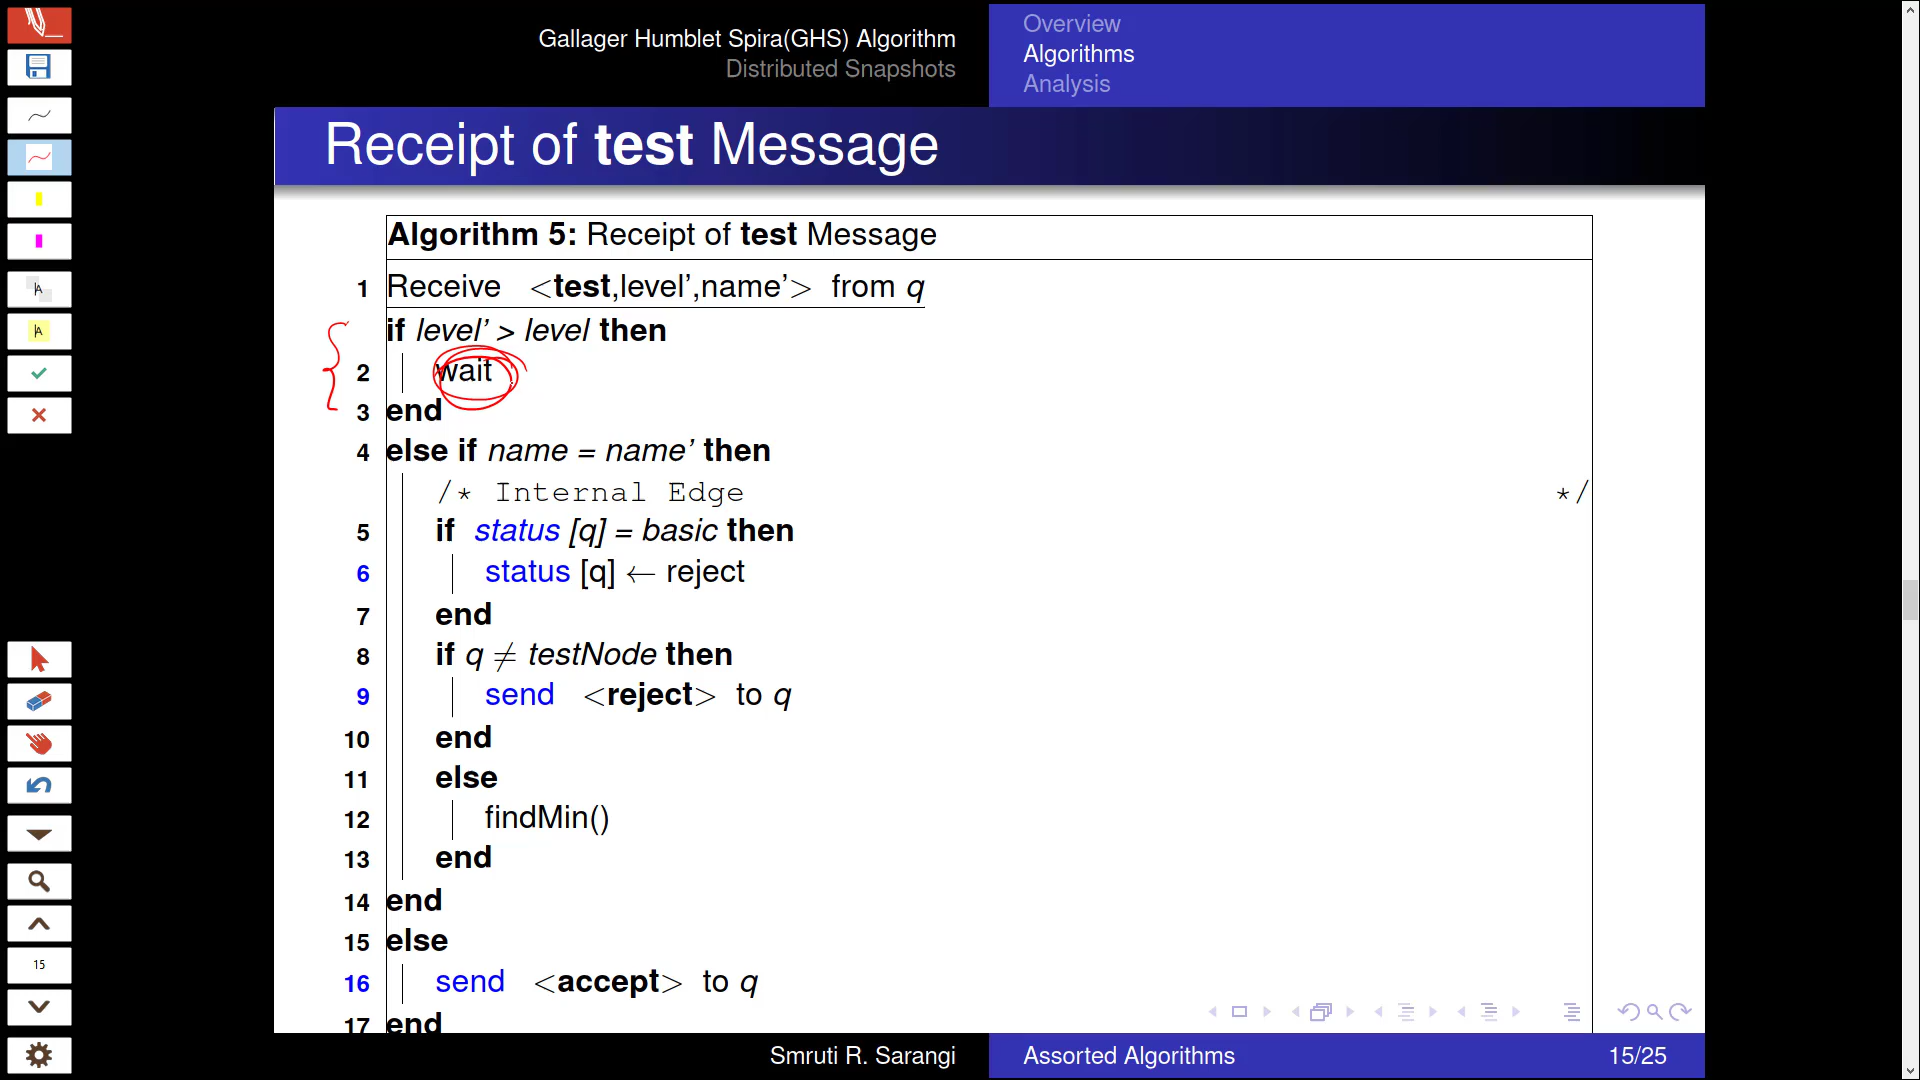 Gallager Humblet Spira(GHS) Algorithm
Distributed Snapshots
Overview
Algorithms
Analysis
Receipt of test Message
Algorithm 5: Receipt of test Message
1 Receive <test,level’,name’> from q
if level’ > level then
2 wait
3 end
4 else if name = name’ then
/* Internal Edge */
5 if status [q] = basic then
6 status [q] ← reject
7 end
8 if q ≠ testNode then
9 send <reject> to q
10 end
11 else
12 findMin()
13 end
14 end
15 else
16 send <accept> to q
17 end
Smruti R. Sarangi
Assorted Algorithms
15/25
A
A
15